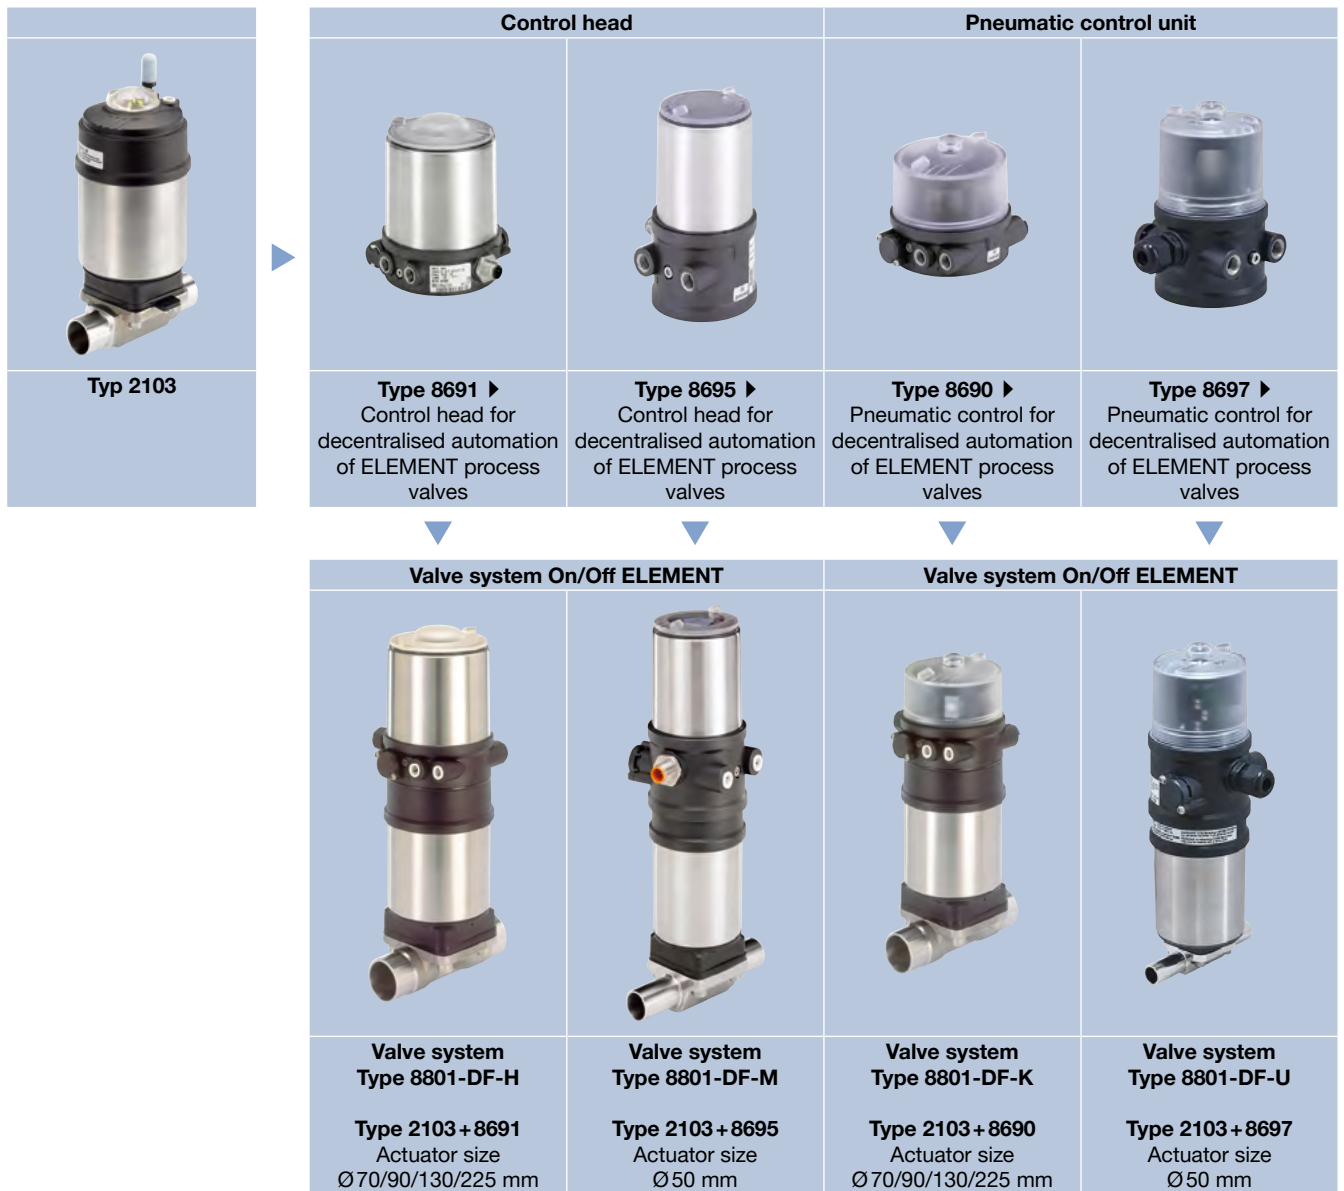 Control head
Pneumatic control unit
Typ 2103
Type 8691
Control head for
decentralised automation
of ELEMENT process
valves
Type 8695
Control head for
decentralised automation
of ELEMENT process
valves
Type 8690
Pneumatic control for
decentralised automation
of ELEMENT process
valves
Type 8697
Pneumatic control for
decentralised automation
of ELEMENT process
valves
Valve system On/Off ELEMENT
Valve system On/Off ELEMENT
Valve system
Type 8801-DF-H
Type 2103+8691
Actuator size
Ø70/90/130/225 mm
Valve system
Type 8801-DF-M
Type 2103+8695
Actuator size
Ø50 mm
Valve system
Type 8801-DF-K
Type 2103+8690
Actuator size
Ø70/90/130/225 mm
Valve system
Type 8801-DF-U
Type 2103+8697
Actuator size
Ø50 mm